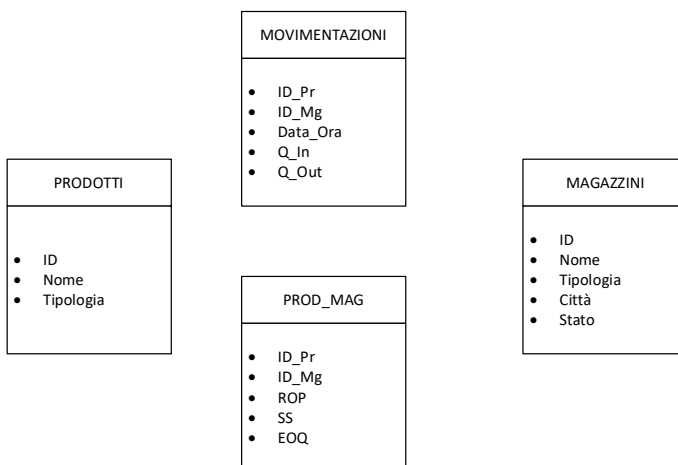 MOVIMENTAZIONI
• ID_Pr
• ID_Mg
• Data_Ora
• Q_In
• Q_Out
PRODOTTI
• ID
• Nome
• Tipologia
MAGAZZINI
• ID
• Nome
• Tipologia
• Città
• Stato
PROD_MAG
• ID_Pr
• ID_Mg
• ROP
• SS
• EOQ